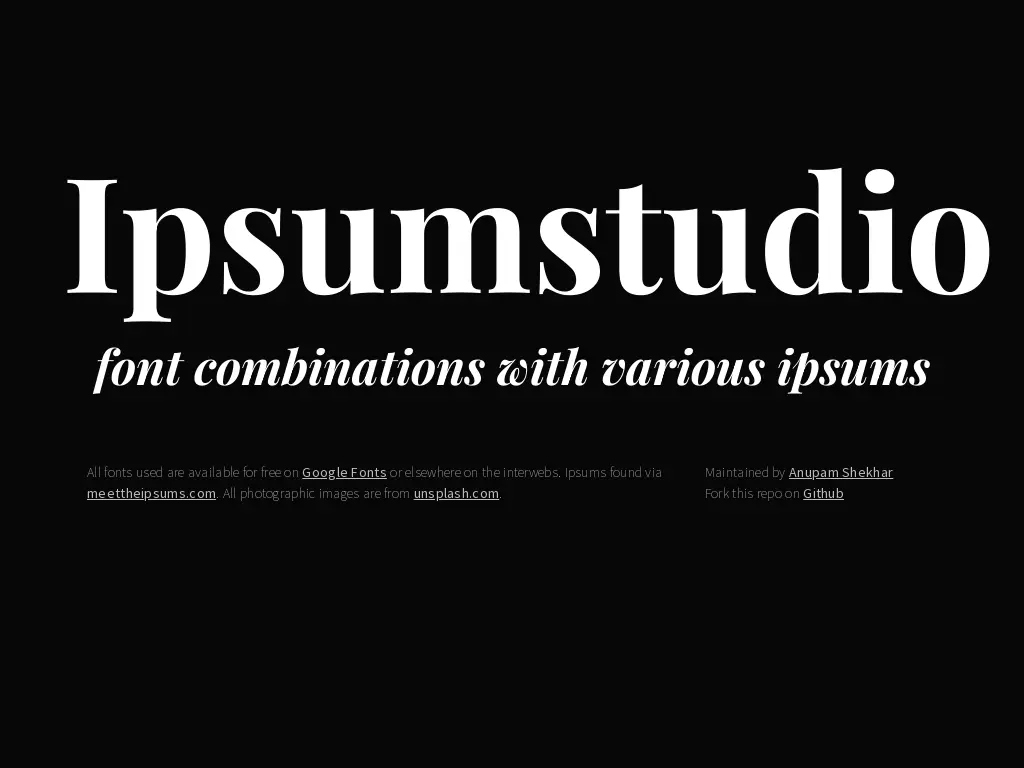 Ipsumstudio
font combinations with various ipsums
All fonts used are available for free on Google Fonts or elsewhere on the interwebs. Ipsums found via
meettheipsums.com. All photographic images are from unsplash.com.
Maintained by Anupam Shekhar
Fork this repo on Github